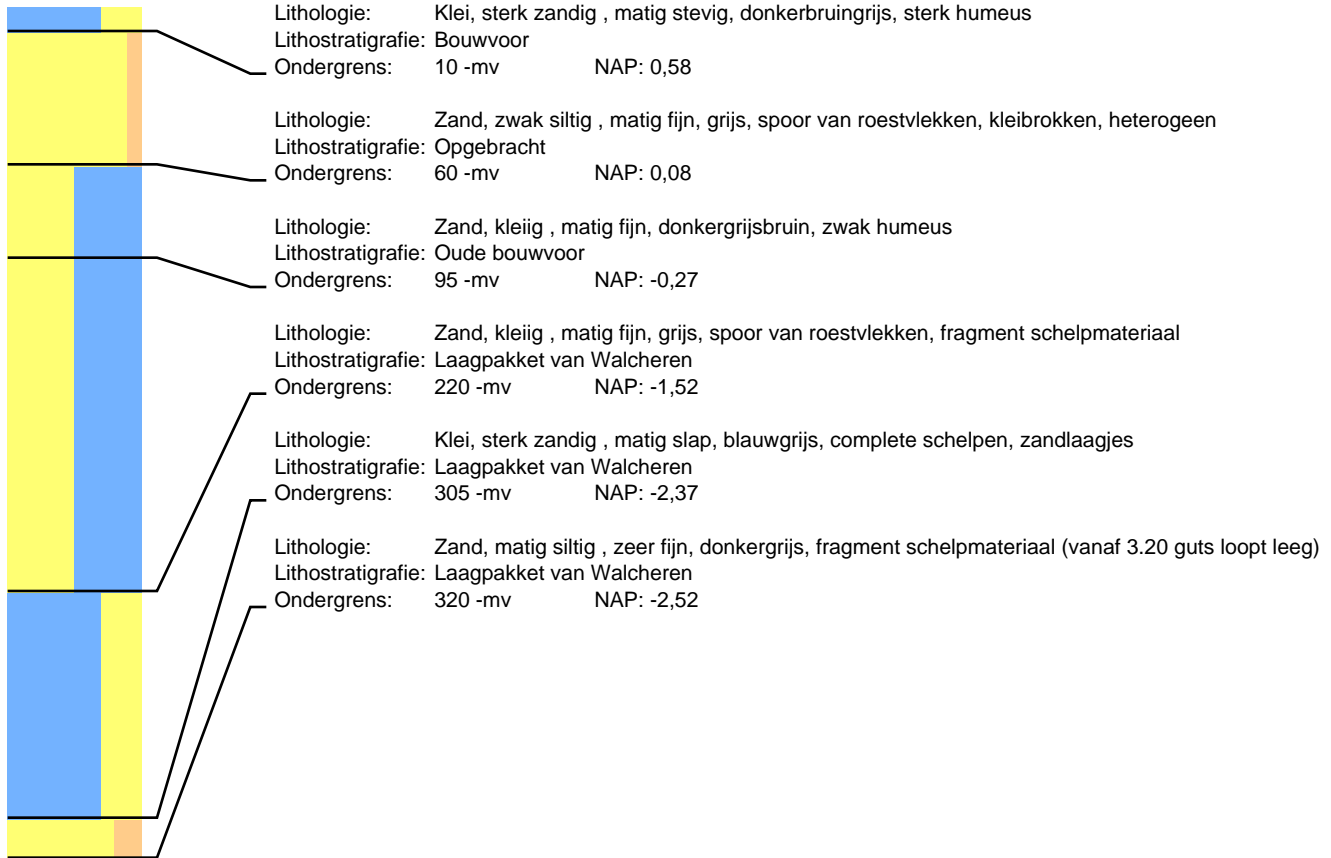 Lithologie: Klei, sterk zandig , matig stevig, donkerbruingrijs, sterk humeus
Lithostratigrafie: Bouwvoor
Ondergrens: 10 -mv NAP: 0,58
Lithologie: Zand, zwak siltig , matig fijn, grijs, spoor van roestvlekken, kleibrokken, heterogeen
Lithostratigrafie: Opgebracht
Ondergrens: 60 -mv NAP: 0,08
Lithologie: Zand, kleiig , matig fijn, donkergrijsbruin, zwak humeus
Lithostratigrafie: Oude bouwvoor
Ondergrens: 95 -mv NAP: -0,27
Lithologie: Zand, kleiig , matig fijn, grijs, spoor van roestvlekken, fragment schelpmateriaal
Lithostratigrafie: Laagpakket van Walcheren
Ondergrens: 220 -mv NAP: -1,52
Lithologie: Klei, sterk zandig , matig slap, blauwgrijs, complete schelpen, zandlaagjes
Lithostratigrafie: Laagpakket van Walcheren
Ondergrens: 305 -mv NAP: -2,37
Lithologie: Zand, matig siltig , zeer fijn, donkergrijs, fragment schelpmateriaal (vanaf 3.20 guts loopt leeg)
Lithostratigrafie: Laagpakket van Walcheren
Ondergrens: 320 -mv NAP: -2,52